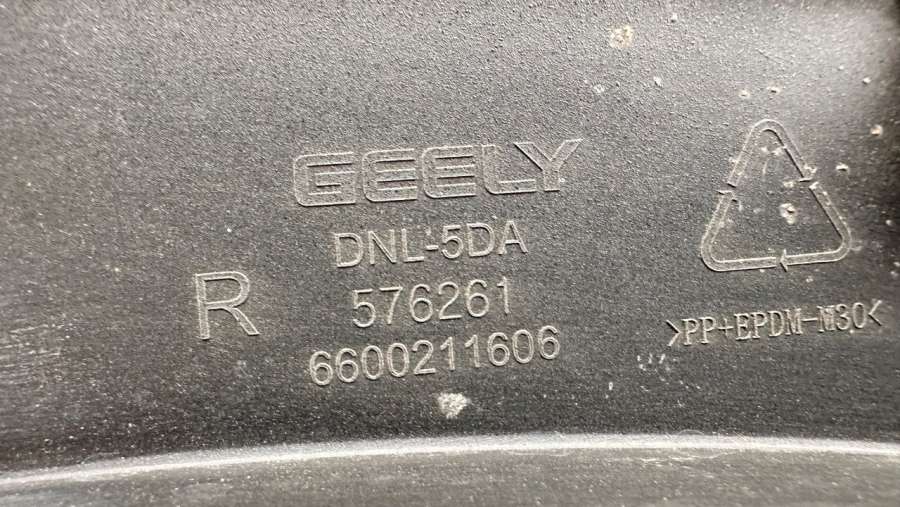 GEELY
DNL-5DA
R
576261
6600211606
>PP+EPDM-M30<